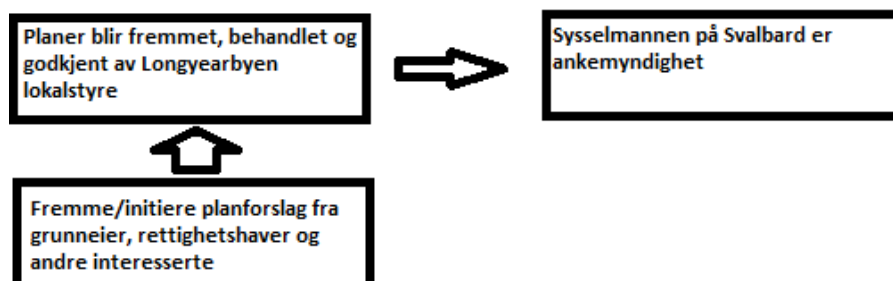 Planer blir fremmet, behandlet og
godkjent av Longyearbyen
lokalstyre
Sysselmannen på Svalbard er
ankemyndighet
Fremme/initiere planforslag fra
grunneier, rettighetshaver og
andre interesserte